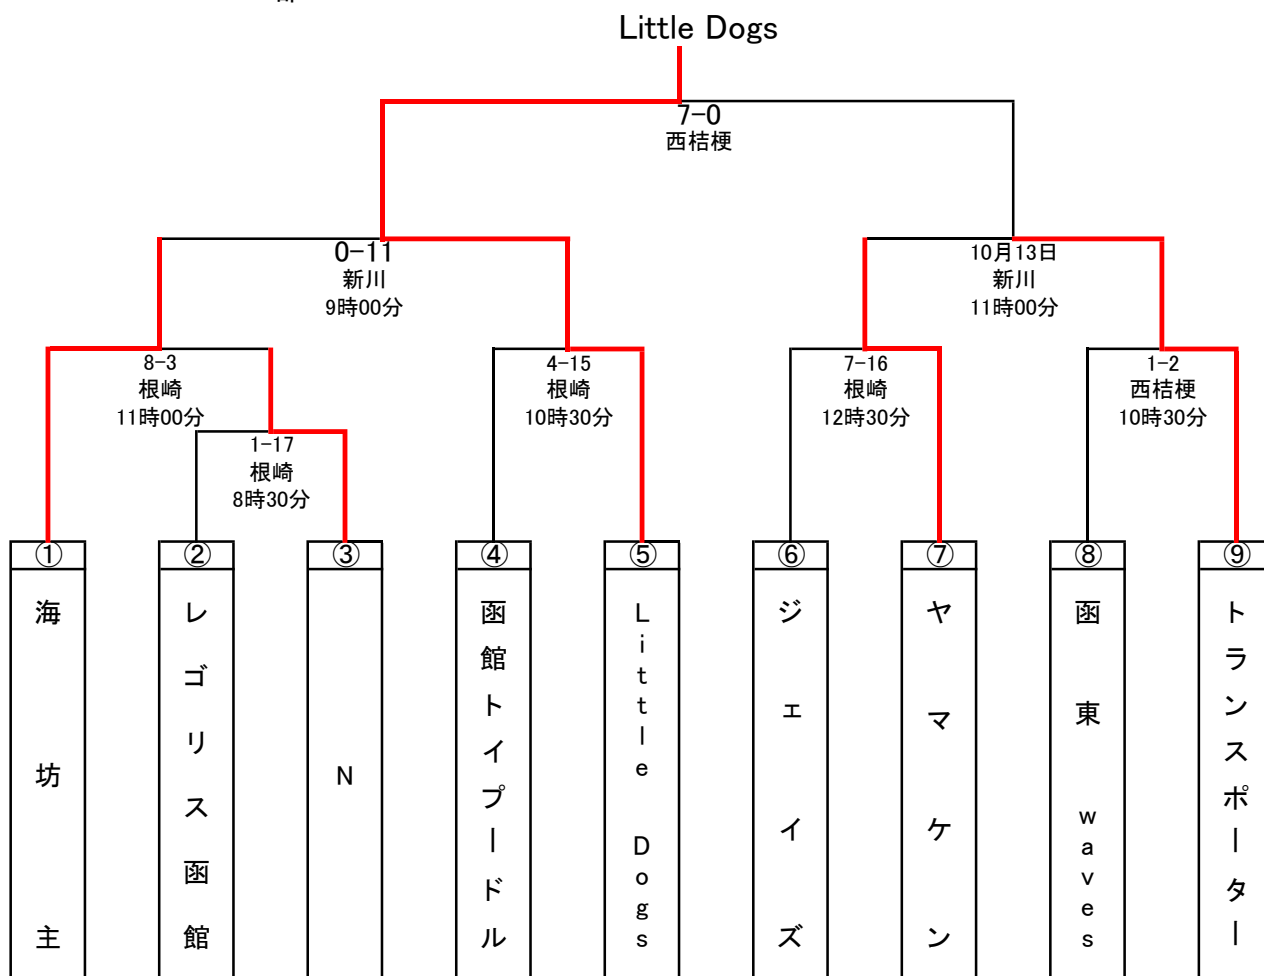 Little Dogs
7-0
西桔梗
0-11
新川
9時00分
10月13日
新川
11時00分
8-3
根崎
11時00分
4-15
根崎
10時30分
7-16
根崎
12時30分
1-2
西桔梗
10時30分
1-17
根崎
8時30分
①
②
③
④
⑤
⑥
⑦
⑧
⑨
海坊主
レゴリス函館
N
函館トイプードル
Little Dogs
ジェイズ
ヤマケン
函東 waves
トランスポーター